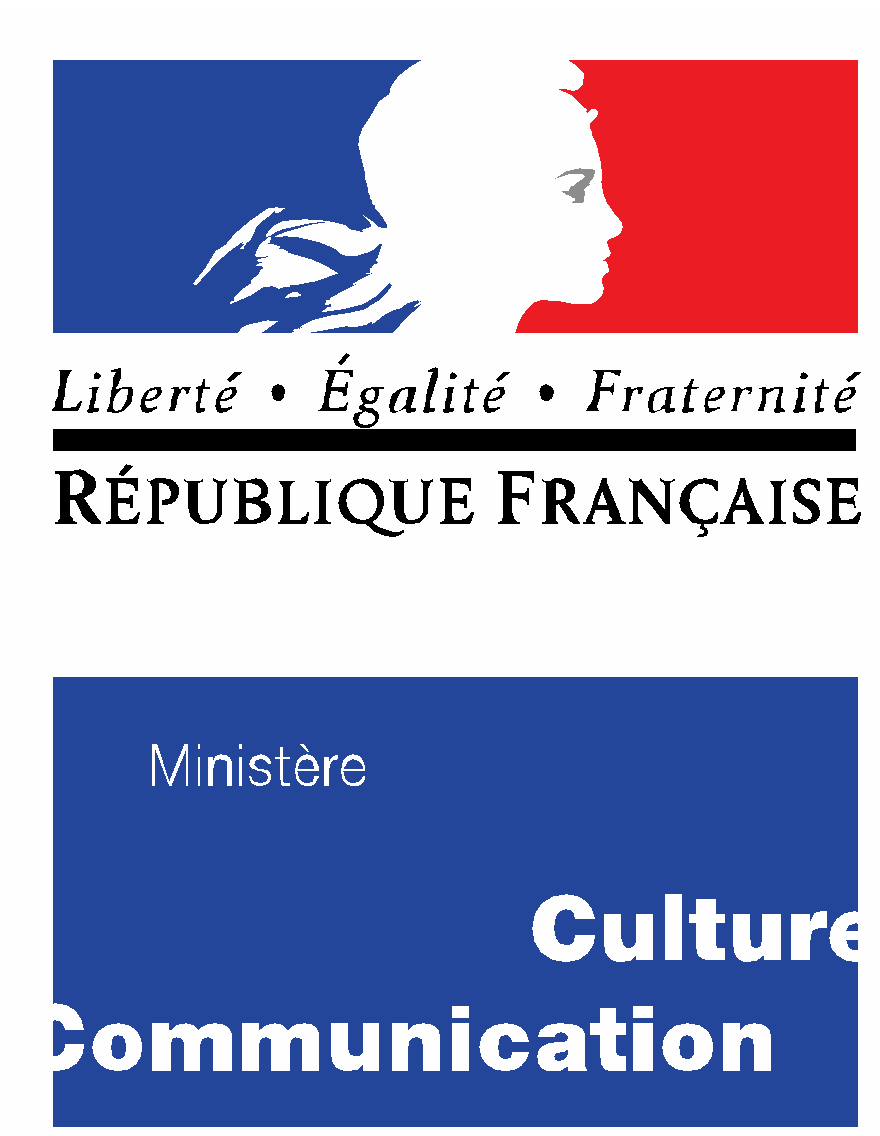 Liberté • Égalité • Fraternité
RÉPUBLIQUE FRANÇAISE
Ministère
Culture
Communication